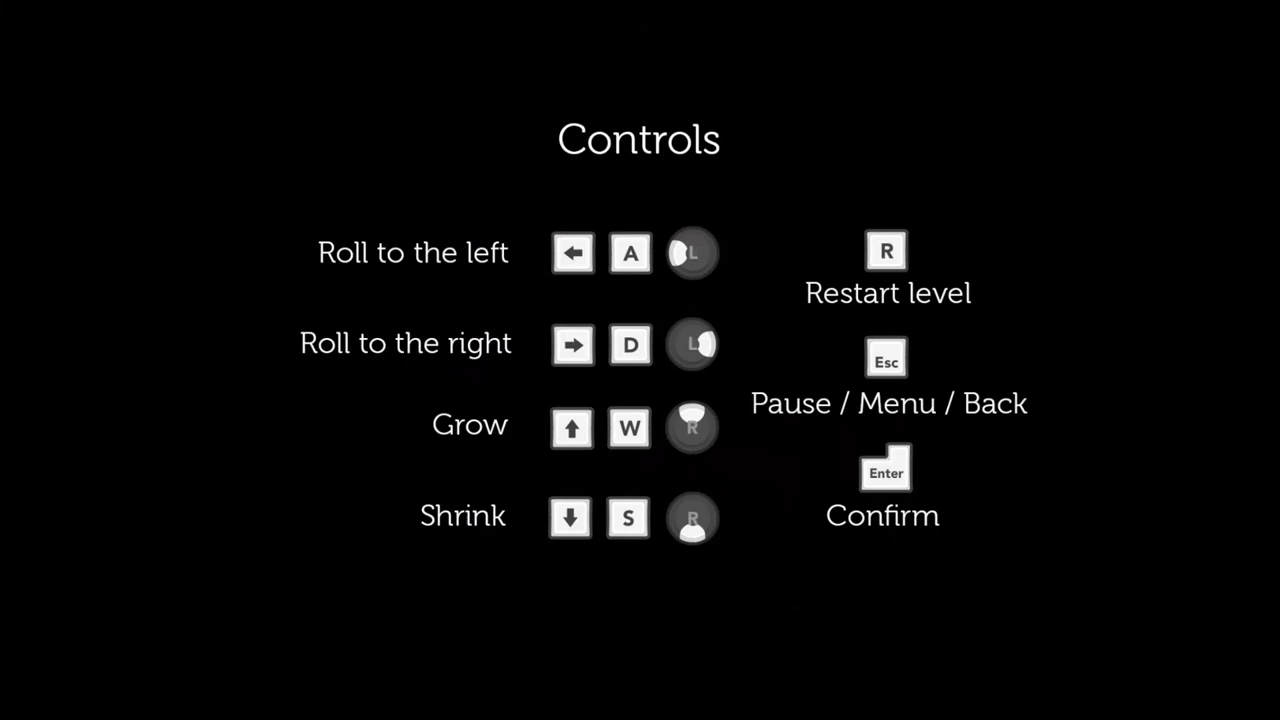 Controls
Roll to the left A L
Roll to the right D L
Grow W R
Shrink S R
R
Restart level
Esc
Pause / Menu / Back
Enter
Confirm